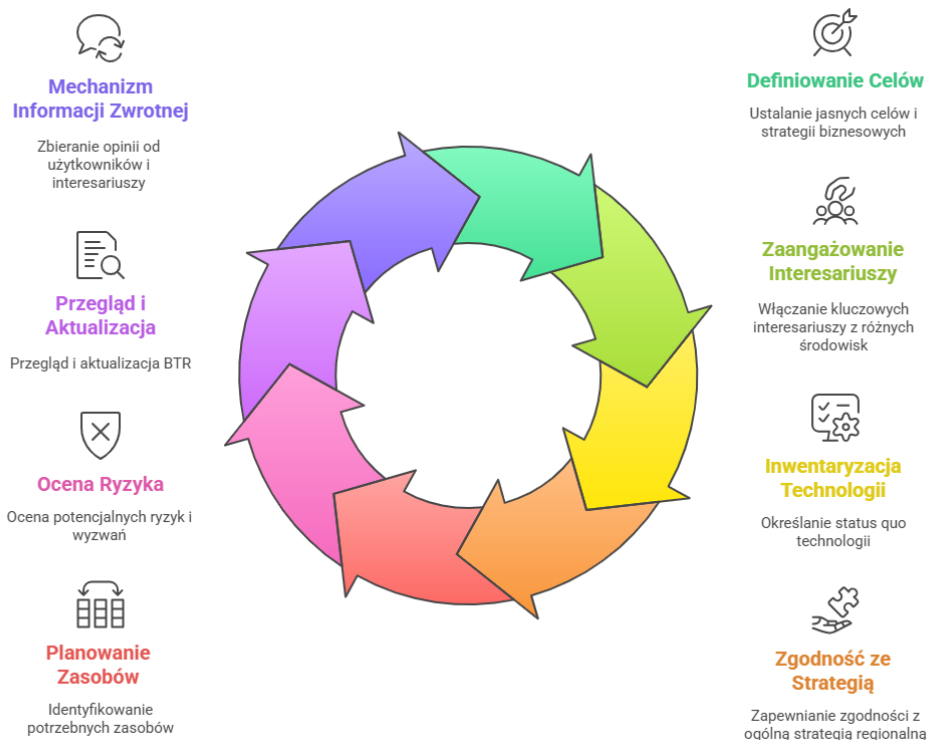 Mechanizm
Informacji Zwrotnej
Zbieranie opinii od
użytkowników i
interesariuszy
Przegląd i
Aktualizacja
Przegląd i aktualizacja BTR
Ocena Ryzyka
Ocena potencjalnych ryzyk i
wyzwań
Planowanie
Zasobów
Identyfikowanie
potrzebnych zasobów
Definiowanie Celów
Ustalanie jasnych celów i
strategii biznesowych
Zaangażowanie
Interesariuszy
Włączanie kluczowych
interesariuszy z różnych
środowisk
Inwentaryzacja
Technologii
Określanie status quo
technologii
Zgodność ze
Strategią
Zapewnianie zgodności z
ogólną strategią regionalną